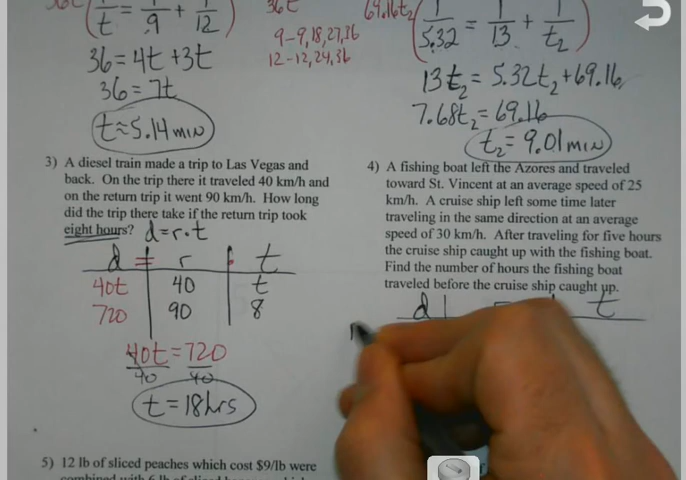 36t ( 1/t = 1/9 + 1/12 )
36t
9-9,18,27,36
12-12,24,36
36=4t+3t
36=7t
t≈5.14min
69.16t₂ ( 1/5.32 = 1/13 + 1/t₂ )
13t₂=5.32t₂+69.16
7.68t₂=69.16
t₂=9.01min
3) A diesel train made a trip to Las Vegas and
back. On the trip there it traveled 40 km/h and
on the return trip it went 90 km/h. How long
did the trip there take if the return trip took
eight hours? d=r·t
d = r · t
40t 40 t
720 90 8
40t=720
40 40
t=18hrs
4) A fishing boat left the Azores and traveled
toward St. Vincent at an average speed of 25
km/h. A cruise ship left some time later
traveling in the same direction at an average
speed of 30 km/h. After traveling for five hours
the cruise ship caught up with the fishing boat.
Find the number of hours the fishing boat
traveled before the cruise ship caught up.
d = t
5) 12 lb of sliced peaches which cost $9/lb were